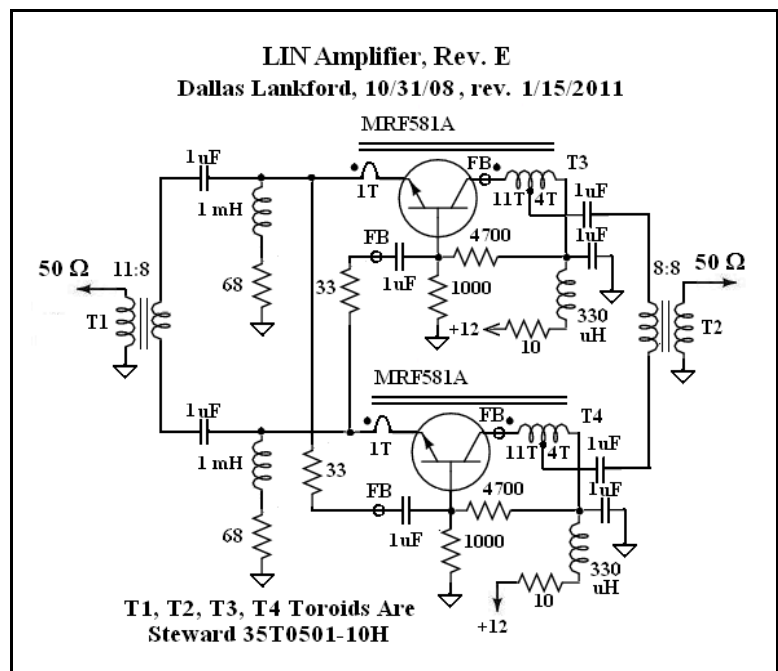 LIN Amplifier, Rev. E
Dallas Lankford, 10/31/08 , rev. 1/15/2011
MRF581A
1uF
FB
T3
1T
11T 4T
1uF
1 mH
FB
4700
1uF
50 Ω
11:8
8:8
50 Ω
68
33
1uF
1000
330
uH
T1
+12
10
T2
MRF581A
1uF
FB
T4
1T
11T 4T
1uF
1 mH
33
FB
4700
1uF
68
1uF
1000
330
uH
10
+12
T1, T2, T3, T4 Toroids Are
Steward 35T0501-10H